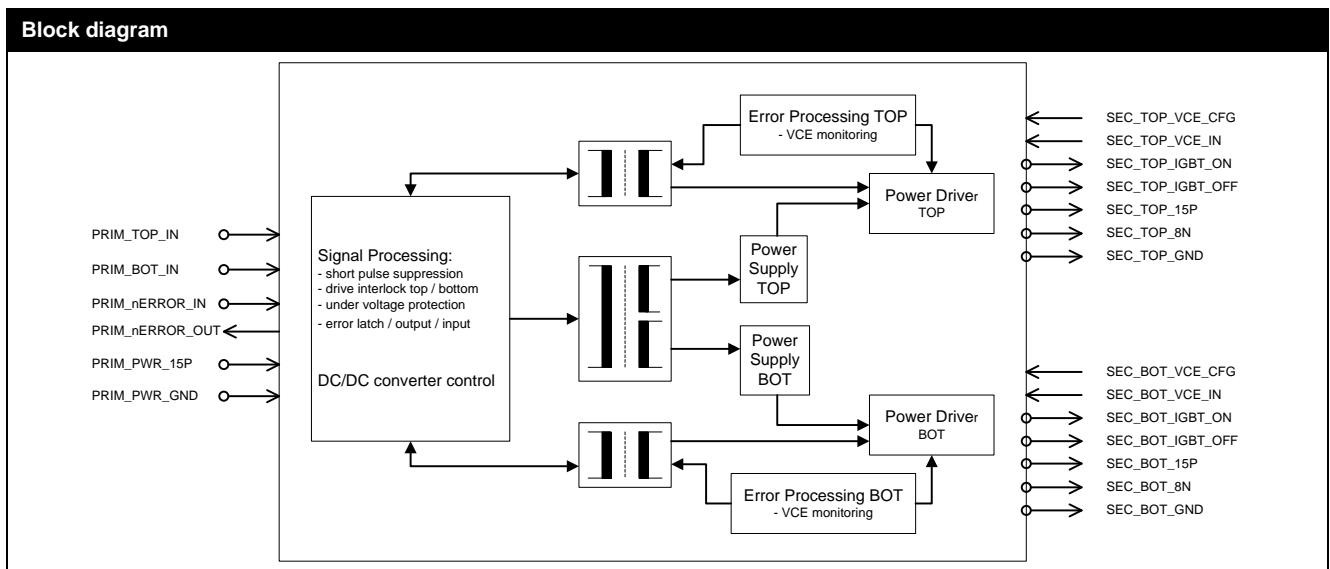 Block diagram
PRIM_TOP_IN
PRIM_BOT_IN
PRIM_nERROR_IN
PRIM_nERROR_OUT
PRIM_PWR_15P
PRIM_PWR_GND
Signal Processing:
- short pulse suppression
- drive interlock top / bottom
- under voltage protection
- error latch / output / input
DC/DC converter control
Error Processing TOP
- VCE monitoring
Power Driver
TOP
Power
Supply
TOP
Power
Supply
BOT
Power Driver
BOT
Error Processing BOT
- VCE monitoring
SEC_TOP_VCE_CFG
SEC_TOP_VCE_IN
SEC_TOP_IGBT_ON
SEC_TOP_IGBT_OFF
SEC_TOP_15P
SEC_TOP_8N
SEC_TOP_GND
SEC_BOT_VCE_CFG
SEC_BOT_VCE_IN
SEC_BOT_IGBT_ON
SEC_BOT_IGBT_OFF
SEC_BOT_15P
SEC_BOT_8N
SEC_BOT_GND